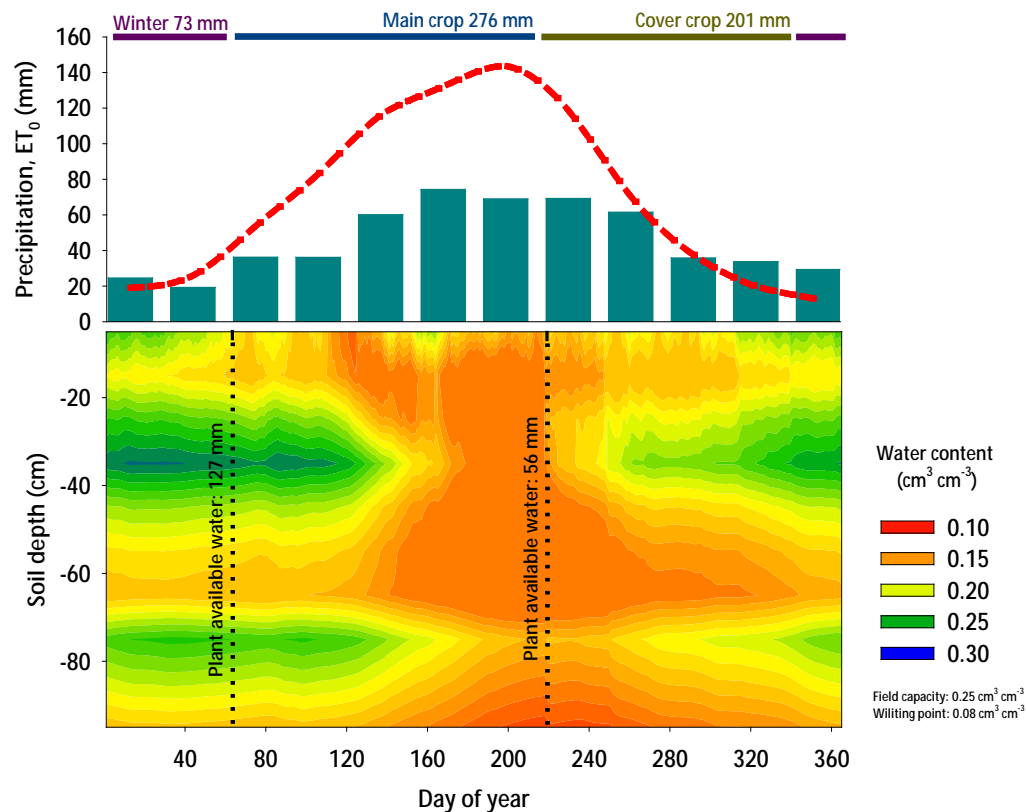 Winter 73 mm
Main crop 276 mm
Cover crop 201 mm
160
140
120
100
80
60
40
20
0
Precipitation, ET₀ (mm)
Plant available water: 127 mm
Plant available water: 56 mm
-20
-40
-60
-80
Soil depth (cm)
40
80
120
160
200
240
280
320
360
Day of year
Water content
(cm³ cm⁻³)
0.10
0.15
0.20
0.25
0.30
Field capacity: 0.25 cm³ cm⁻³
Wiliting point: 0.08 cm³ cm⁻³